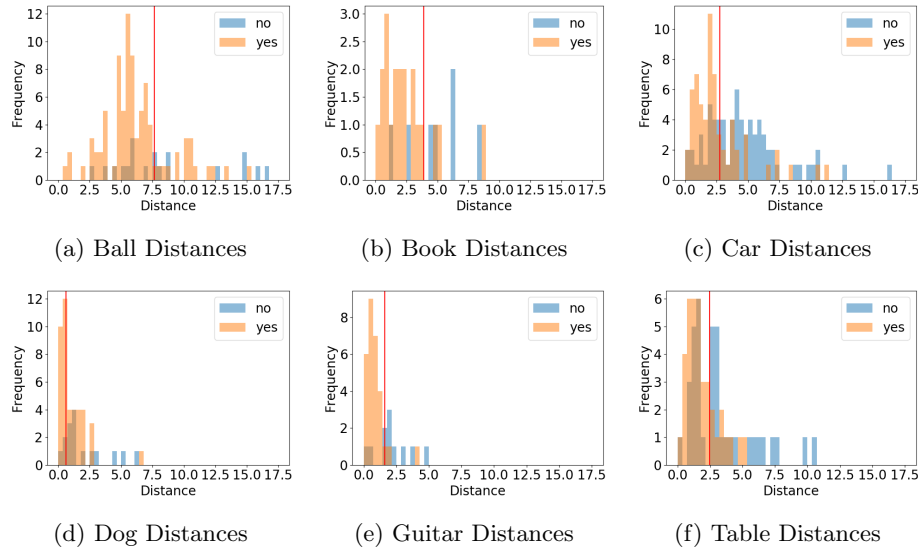 12
10
8
6
4
2
0
Frequency
0.0 2.5 5.0 7.5 10.0 12.5 15.0 17.5
Distance
no
yes
(a) Ball Distances
3.0
2.5
2.0
1.5
1.0
0.5
0.0
Frequency
0.0 2.5 5.0 7.5 10.0 12.5 15.0 17.5
Distance
no
yes
(b) Book Distances
10
8
6
4
2
0
Frequency
0.0 2.5 5.0 7.5 10.0 12.5 15.0 17.5
Distance
no
yes
(c) Car Distances
12
10
8
6
4
2
0
Frequency
0.0 2.5 5.0 7.5 10.0 12.5 15.0 17.5
Distance
no
yes
(d) Dog Distances
8
6
4
2
0
Frequency
0.0 2.5 5.0 7.5 10.0 12.5 15.0 17.5
Distance
no
yes
(e) Guitar Distances
6
5
4
3
2
1
0
Frequency
0.0 2.5 5.0 7.5 10.0 12.5 15.0 17.5
Distance
no
yes
(f) Table Distances